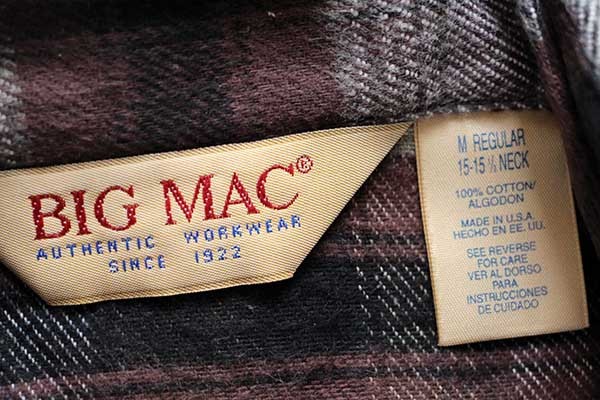 BIG MAC®
AUTHENTIC WORKWEAR
SINCE 1922
M REGULAR
15-15 ½ NECK
100% COTTON/
ALGODON
MADE IN U.S.A.
HECHO EN EE. UU.
SEE REVERSE
FOR CARE
VER AL DORSO
PARA
INSTRUCCIONES
DE CUIDADO